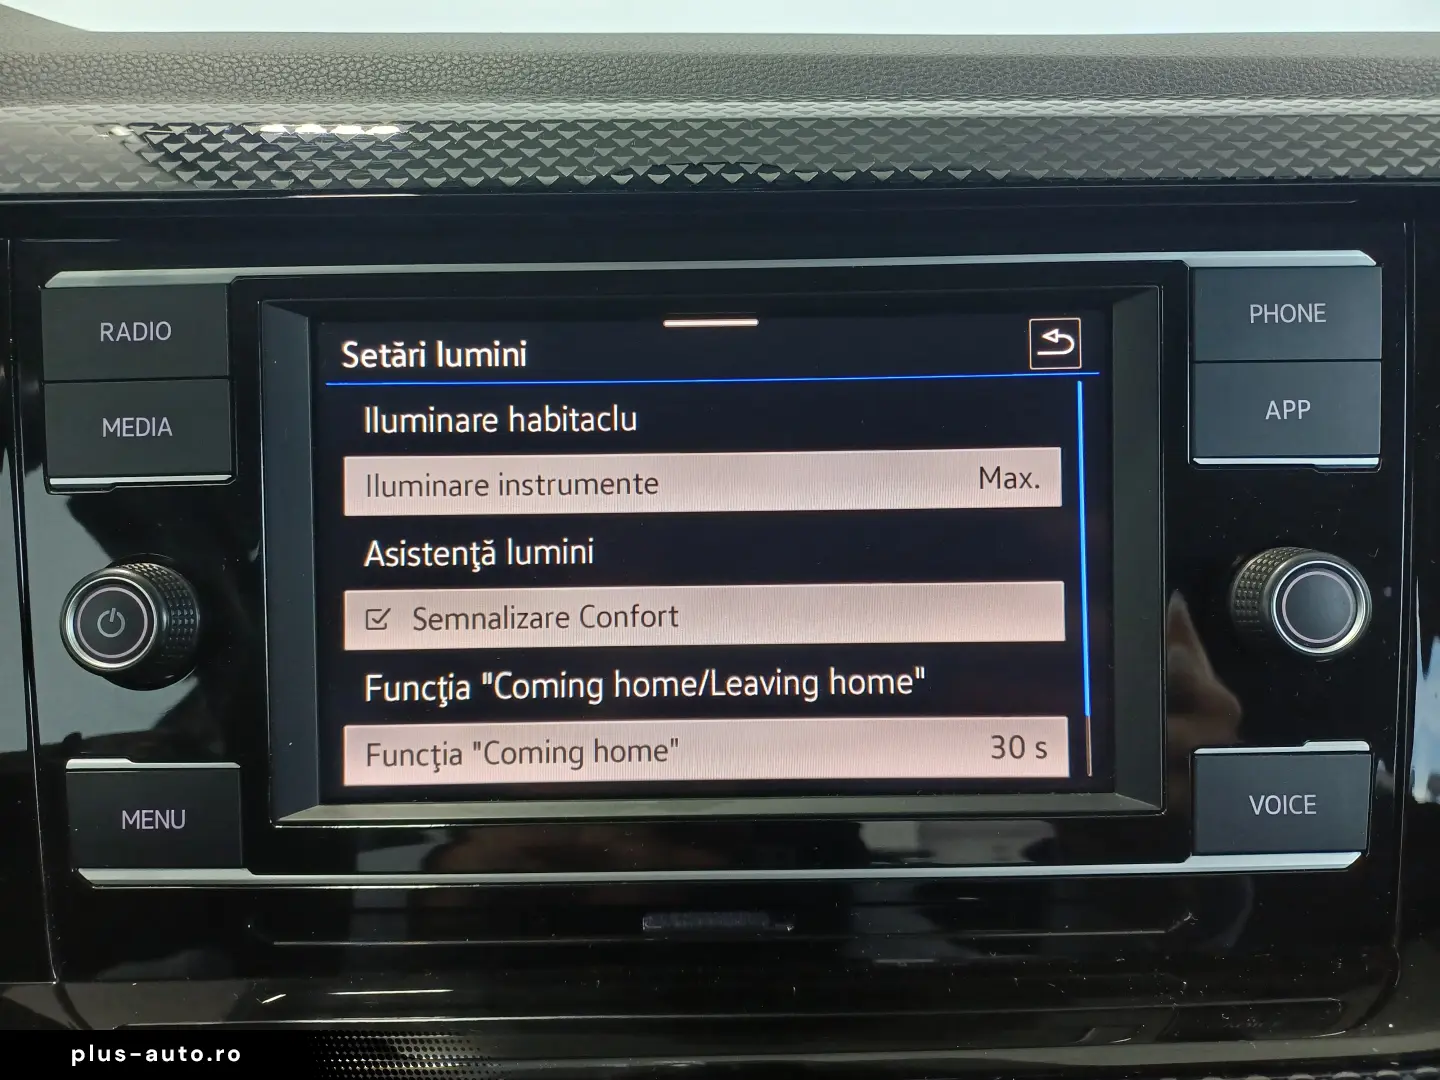 RADIO
MEDIA
MENU
PHONE
APP
VOICE
Setări lumini
Iluminare habitaclu
Iluminare instrumente Max.
Asistenţă lumini
Semnalizare Confort
Funcţia "Coming home/Leaving home"
Funcţia "Coming home" 30 s
plus-auto.ro